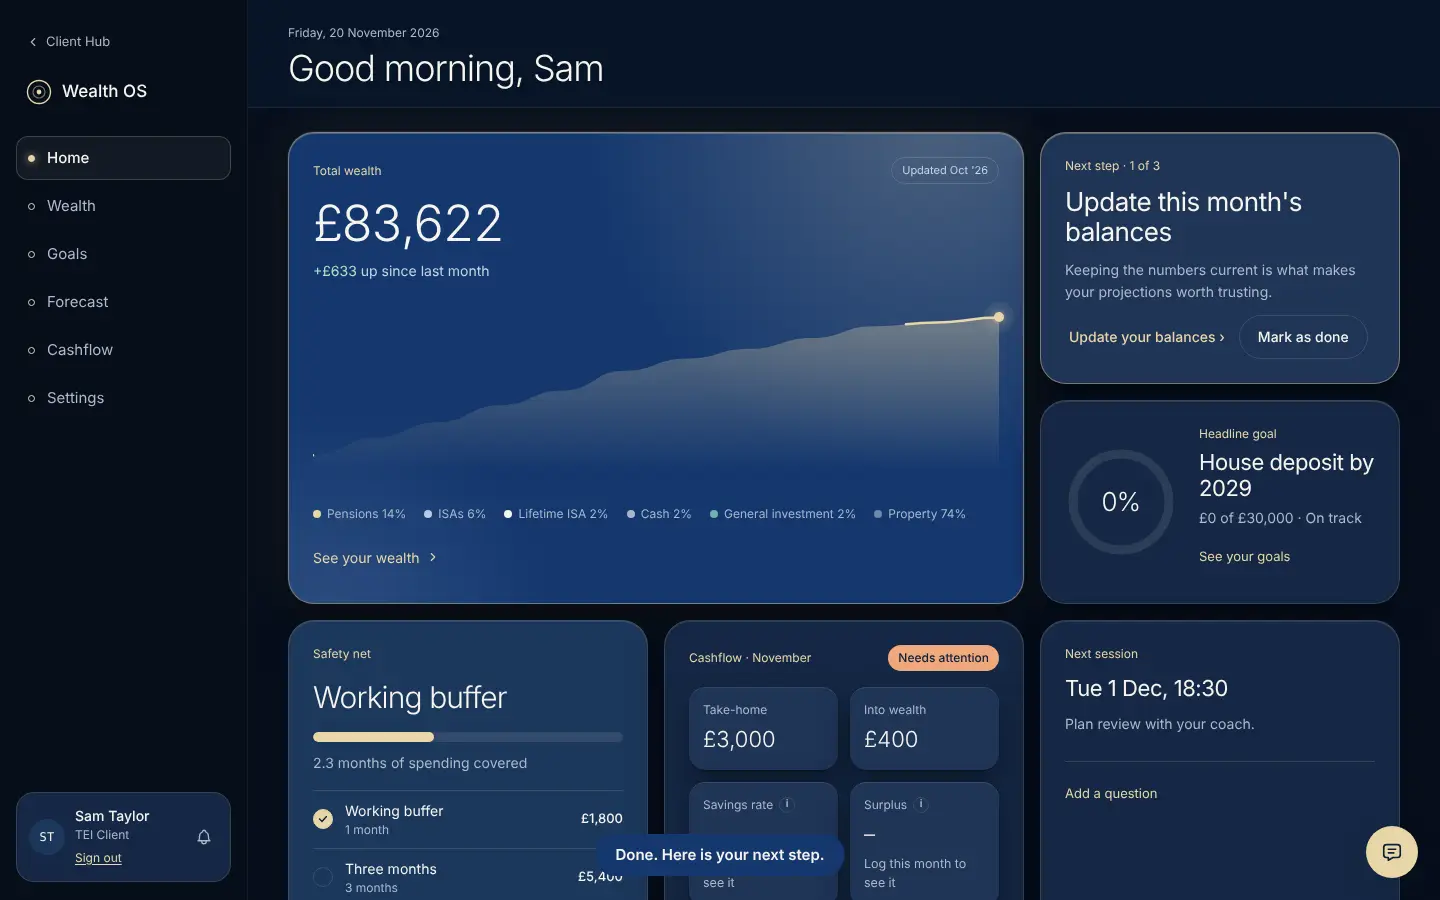 Client Hub
Wealth OS
Home
Wealth
Goals
Forecast
Cashflow
Settings
Sam Taylor
ST
TEI Client
Sign out
Friday, 20 November 2026
Good morning, Sam
Total wealth
Updated Oct '26
£83,622
+£633 up since last month
Pensions 14%
ISAs 6%
Lifetime ISA 2%
Cash 2%
General investment 2%
Property 74%
See your wealth
Next step · 1 of 3
Update this month's
balances
Keeping the numbers current is what makes
your projections worth trusting.
Update your balances ›
Mark as done
0%
Headline goal
House deposit by
2029
£0 of £30,000 · On track
See your goals
Safety net
Working buffer
2.3 months of spending covered
Working buffer
£1,800
1 month
Three months
£5,400
3 months
Cashflow · November
Needs attention
Take-home
£3,000
Into wealth
£400
Savings rate i
see it
Surplus i
–
Log this month to
see it
Next session
Tue 1 Dec, 18:30
Plan review with your coach.
Add a question
Done. Here is your next step.